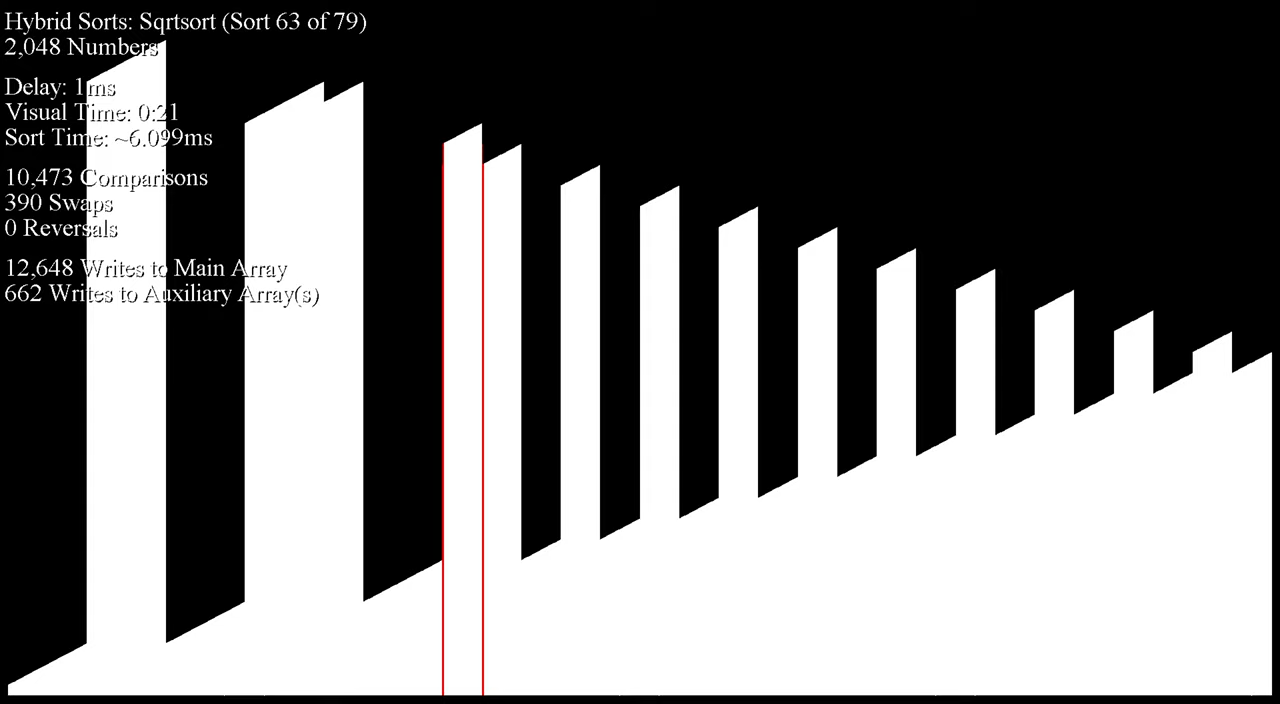 Hybrid Sorts: Sqrtsort (Sort 63 of 79)
2,048 Numbers
Delay: 1ms
Visual Time: 0:21
Sort Time: ~6.099ms
10,473 Comparisons
390 Swaps
0 Reversals
12,648 Writes to Main Array
662 Writes to Auxiliary Array(s)